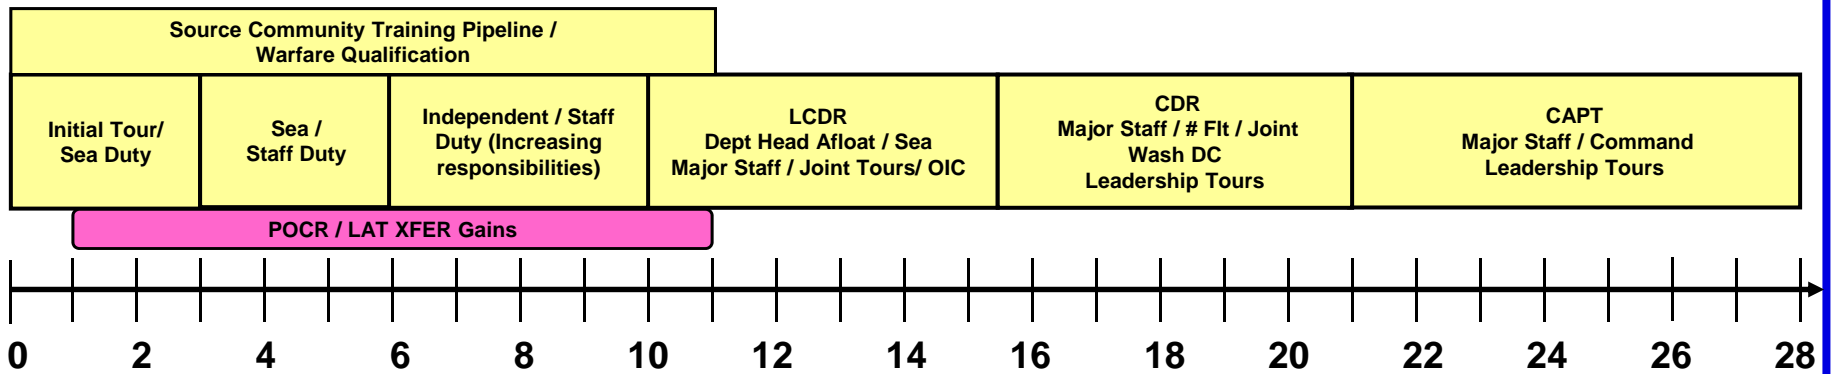 Source Community Training Pipeline /
Warfare Qualification
Initial Tour/
Sea Duty
Sea /
Staff Duty
Independent / Staff
Duty (Increasing
responsibilities)
LCDR
Dept Head Afloat / Sea
Major Staff / Joint Tours/ OIC
CDR
Major Staff / # Flt / Joint
Wash DC
Leadership Tours
CAPT
Major Staff / Command
Leadership Tours
POCR / LAT XFER Gains
0 2 4 6 8 10 12 14 16 18 20 22 24 26 28